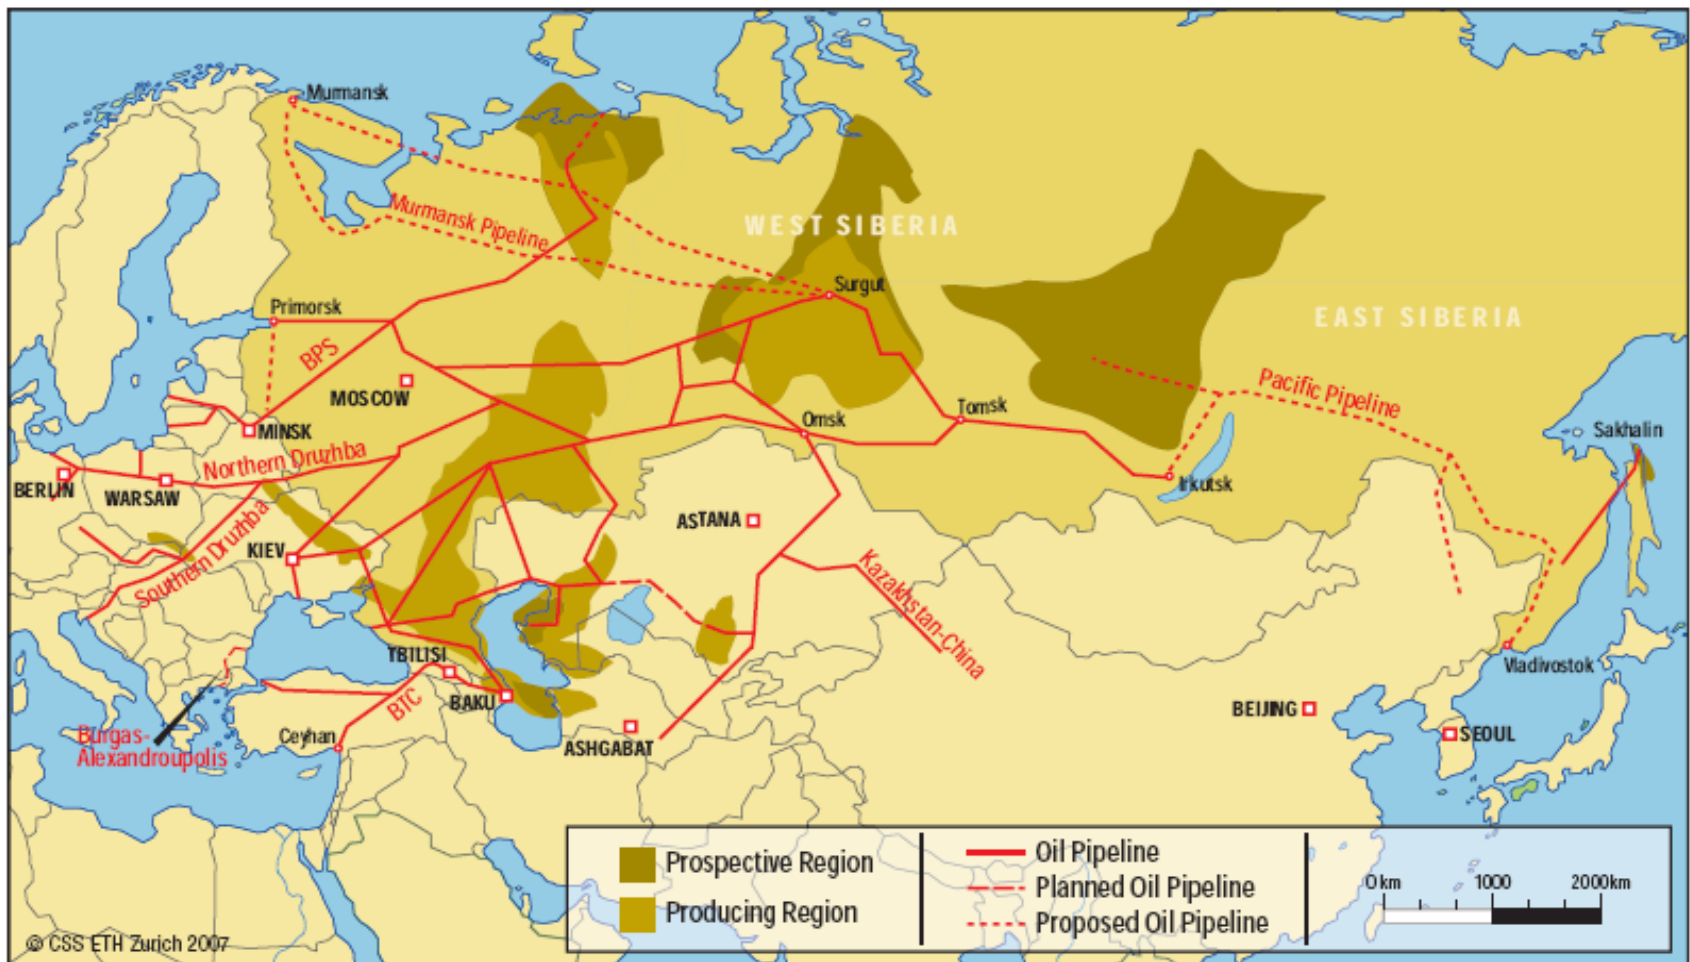 Murmansk
Murmansk Pipeline
WEST SIBERIA
Surgut
EAST SIBERIA
Primorsk
BPS
MOSCOW
MINSK
Northern Druzhba
BERLIN
WARSAW
Southern Druzhba
KIEV
Omsk
Tomsk
Irkutsk
Pacific Pipeline
Sakhalin
ASTANA
Kazakhstan-China
TBILISI
BTC
BAKU
Ceyhan
ASHGABAT
Burgas-
Alexandroupolis
Vladivostok
BEIJING
SEOUL
Prospective Region
Producing Region
Oil Pipeline
Planned Oil Pipeline
Proposed Oil Pipeline
0 km 1000 2000km
© CSS ETH Zurich 2007